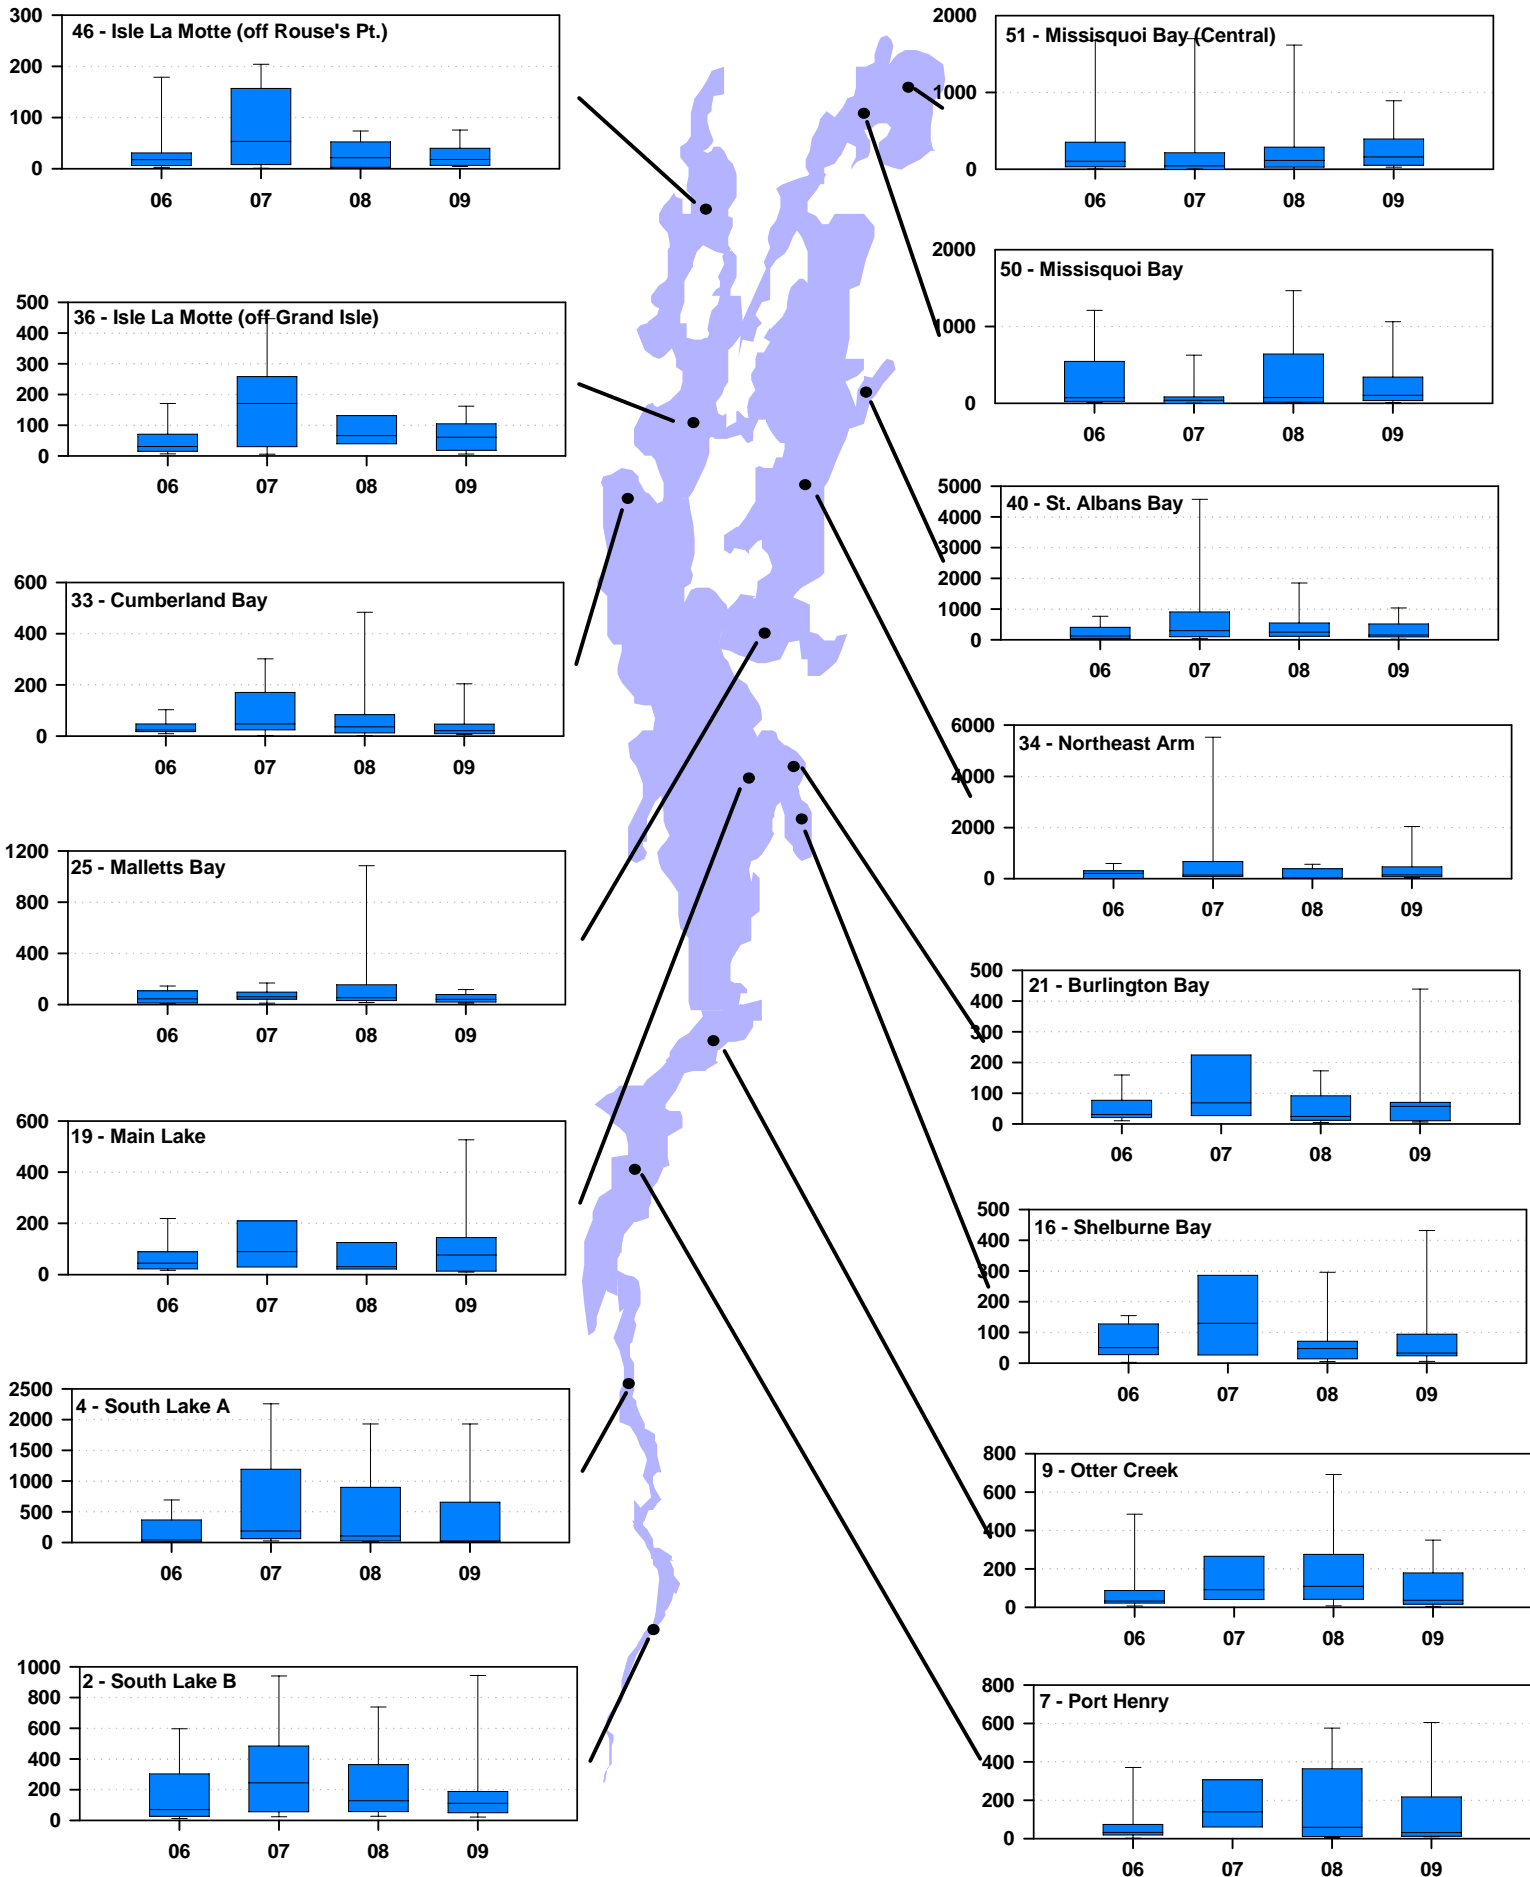 46 - Isle La Motte (off Rouse's Pt.)
300
200
100
0
06 07 08 09
36 - Isle La Motte (off Grand Isle)
500
400
300
200
100
0
06 07 08 09
33 - Cumberland Bay
600
400
200
0
06 07 08 09
25 - Malletts Bay
1200
800
400
0
06 07 08 09
19 - Main Lake
600
400
200
0
06 07 08 09
4 - South Lake A
2500
2000
1500
1000
500
0
06 07 08 09
2 - South Lake B
1000
800
600
400
200
0
06 07 08 09
51 - Missisquoi Bay (Central)
2000
1000
0
06 07 08 09
50 - Missisquoi Bay
2000
1000
0
06 07 08 09
40 - St. Albans Bay
5000
4000
3000
2000
1000
0
06 07 08 09
34 - Northeast Arm
6000
4000
2000
0
06 07 08 09
21 - Burlington Bay
500
400
300
200
100
0
06 07 08 09
16 - Shelburne Bay
500
400
300
200
100
0
06 07 08 09
9 - Otter Creek
800
600
400
200
0
06 07 08 09
7 - Port Henry
800
600
400
200
0
06 07 08 09